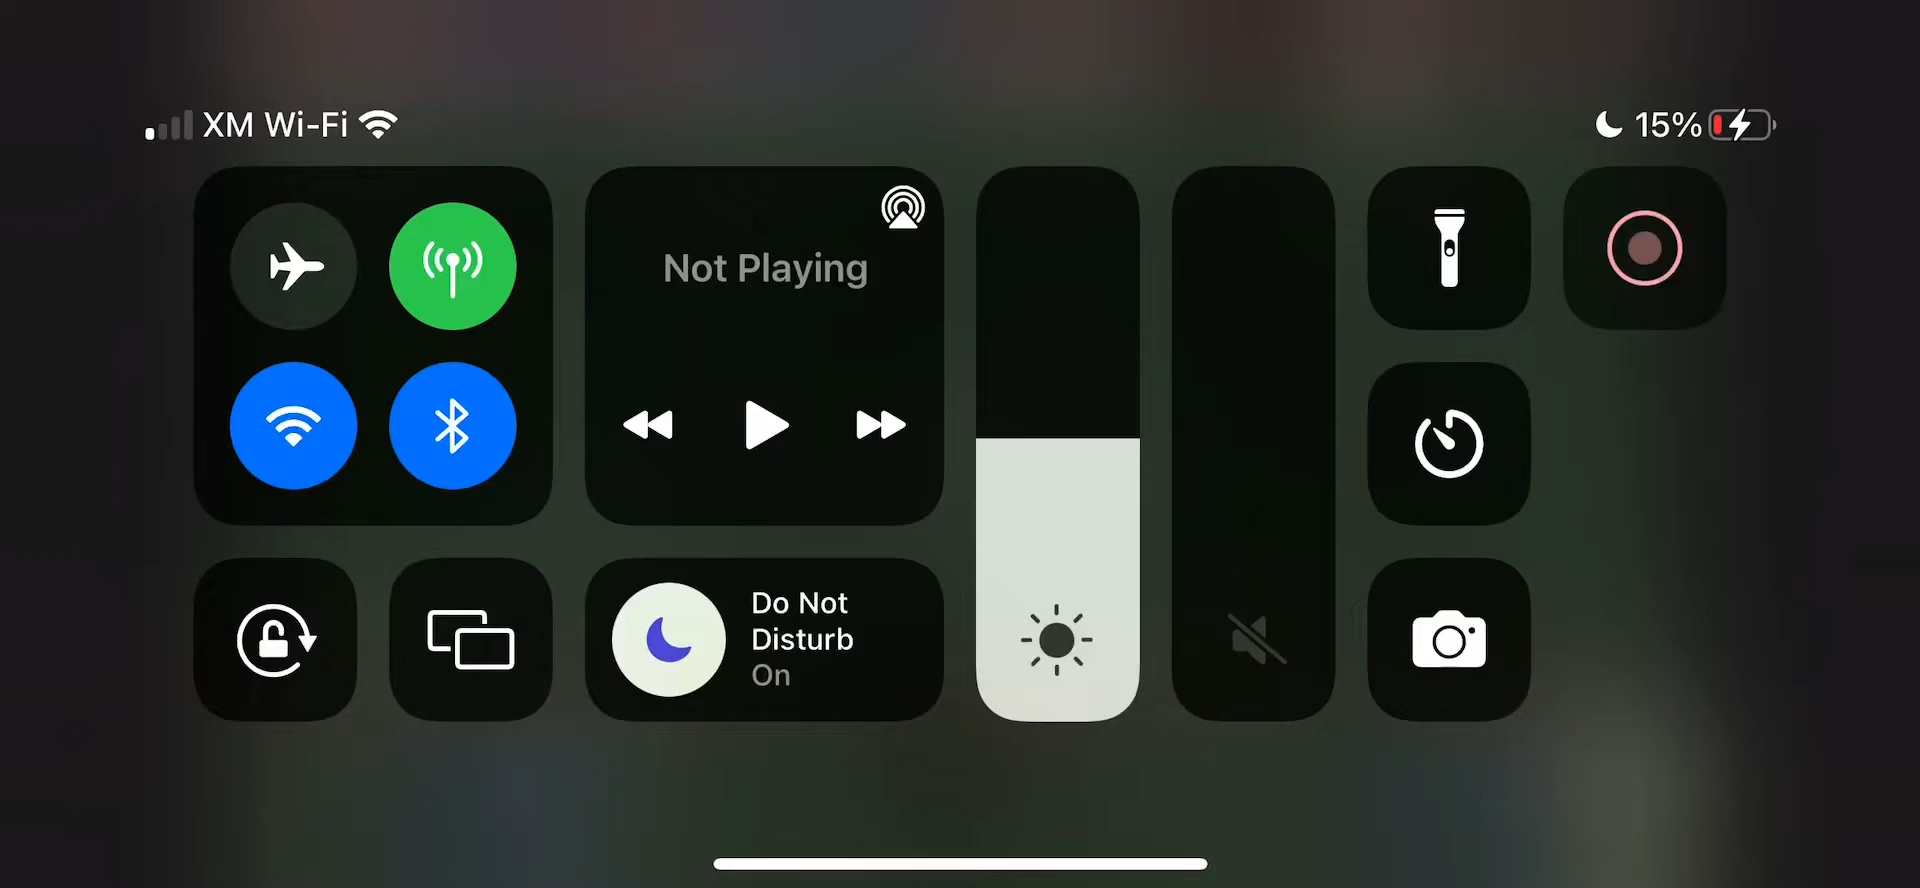 XM Wi-Fi
15%
Not Playing
Do Not
Disturb
On